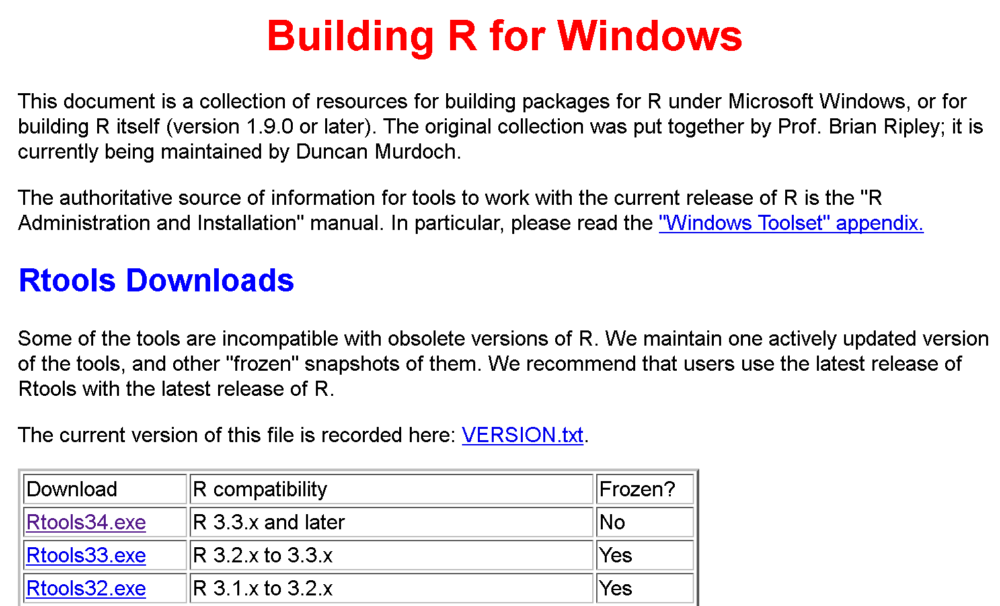 Building R for Windows
This document is a collection of resources for building packages for R under Microsoft Windows, or for
building R itself (version 1.9.0 or later). The original collection was put together by Prof. Brian Ripley; it is
currently being maintained by Duncan Murdoch.
The authoritative source of information for tools to work with the current release of R is the "R
Administration and Installation" manual. In particular, please read the "Windows Toolset" appendix.
Rtools Downloads
Some of the tools are incompatible with obsolete versions of R. We maintain one actively updated version
of the tools, and other "frozen" snapshots of them. We recommend that users use the latest release of
Rtools with the latest release of R.
The current version of this file is recorded here: VERSION.txt.
Download R compatibility Frozen?
Rtools34.exe R 3.3.x and later No
Rtools33.exe R 3.2.x to 3.3.x Yes
Rtools32.exe R 3.1.x to 3.2.x Yes